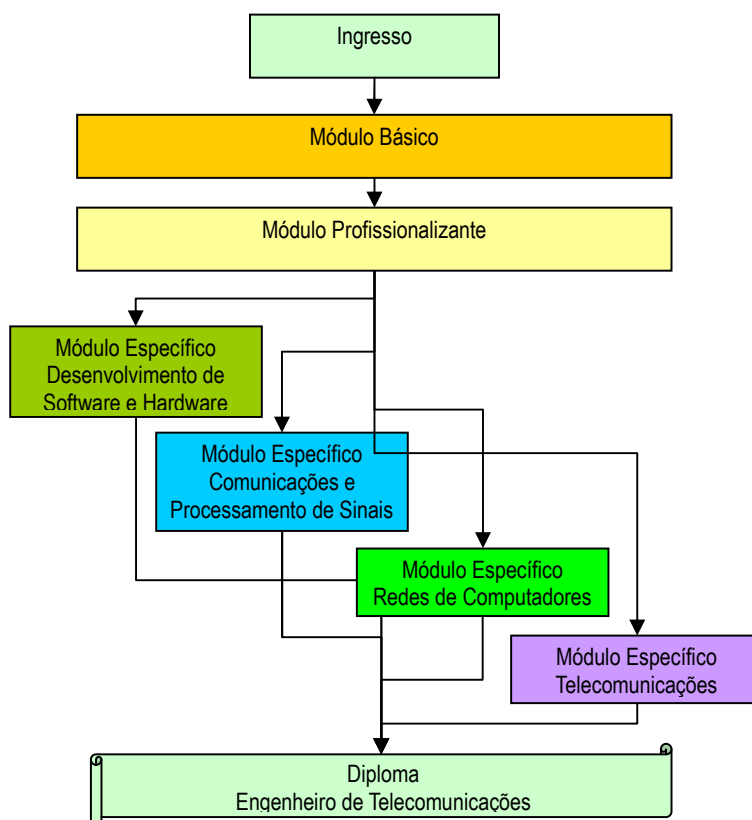 Ingresso
Módulo Básico
Módulo Profissionalizante
Módulo Específico
Desenvolvimento de
Software e Hardware
Módulo Específico
Comunicações e
Processamento de Sinais
Módulo Específico
Redes de Computadores
Módulo Específico
Telecomunicações
Diploma
Engenheiro de Telecomunicações